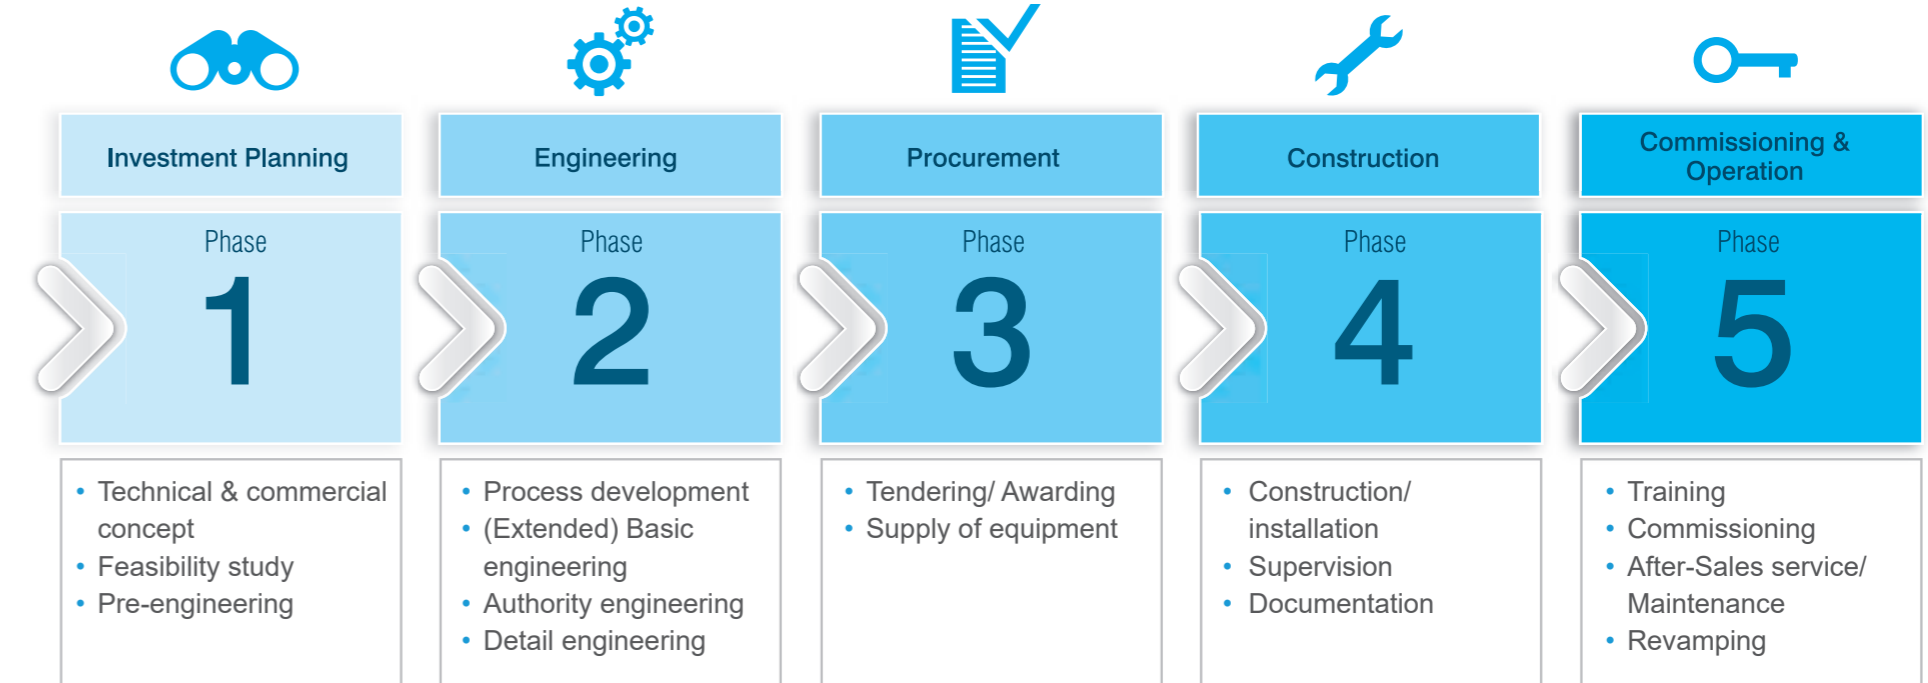 Investment Planning
Phase
1
• Technical & commercial
concept
• Feasibility study
• Pre-engineering
Engineering
Phase
2
• Process development
• (Extended) Basic
engineering
• Authority engineering
• Detail engineering
Procurement
Phase
3
• Tendering/ Awarding
• Supply of equipment
Construction
Phase
4
• Construction/
installation
• Supervision
• Documentation
Commissioning &
Operation
Phase
5
• Training
• Commissioning
• After-Sales service/
Maintenance
• Revamping